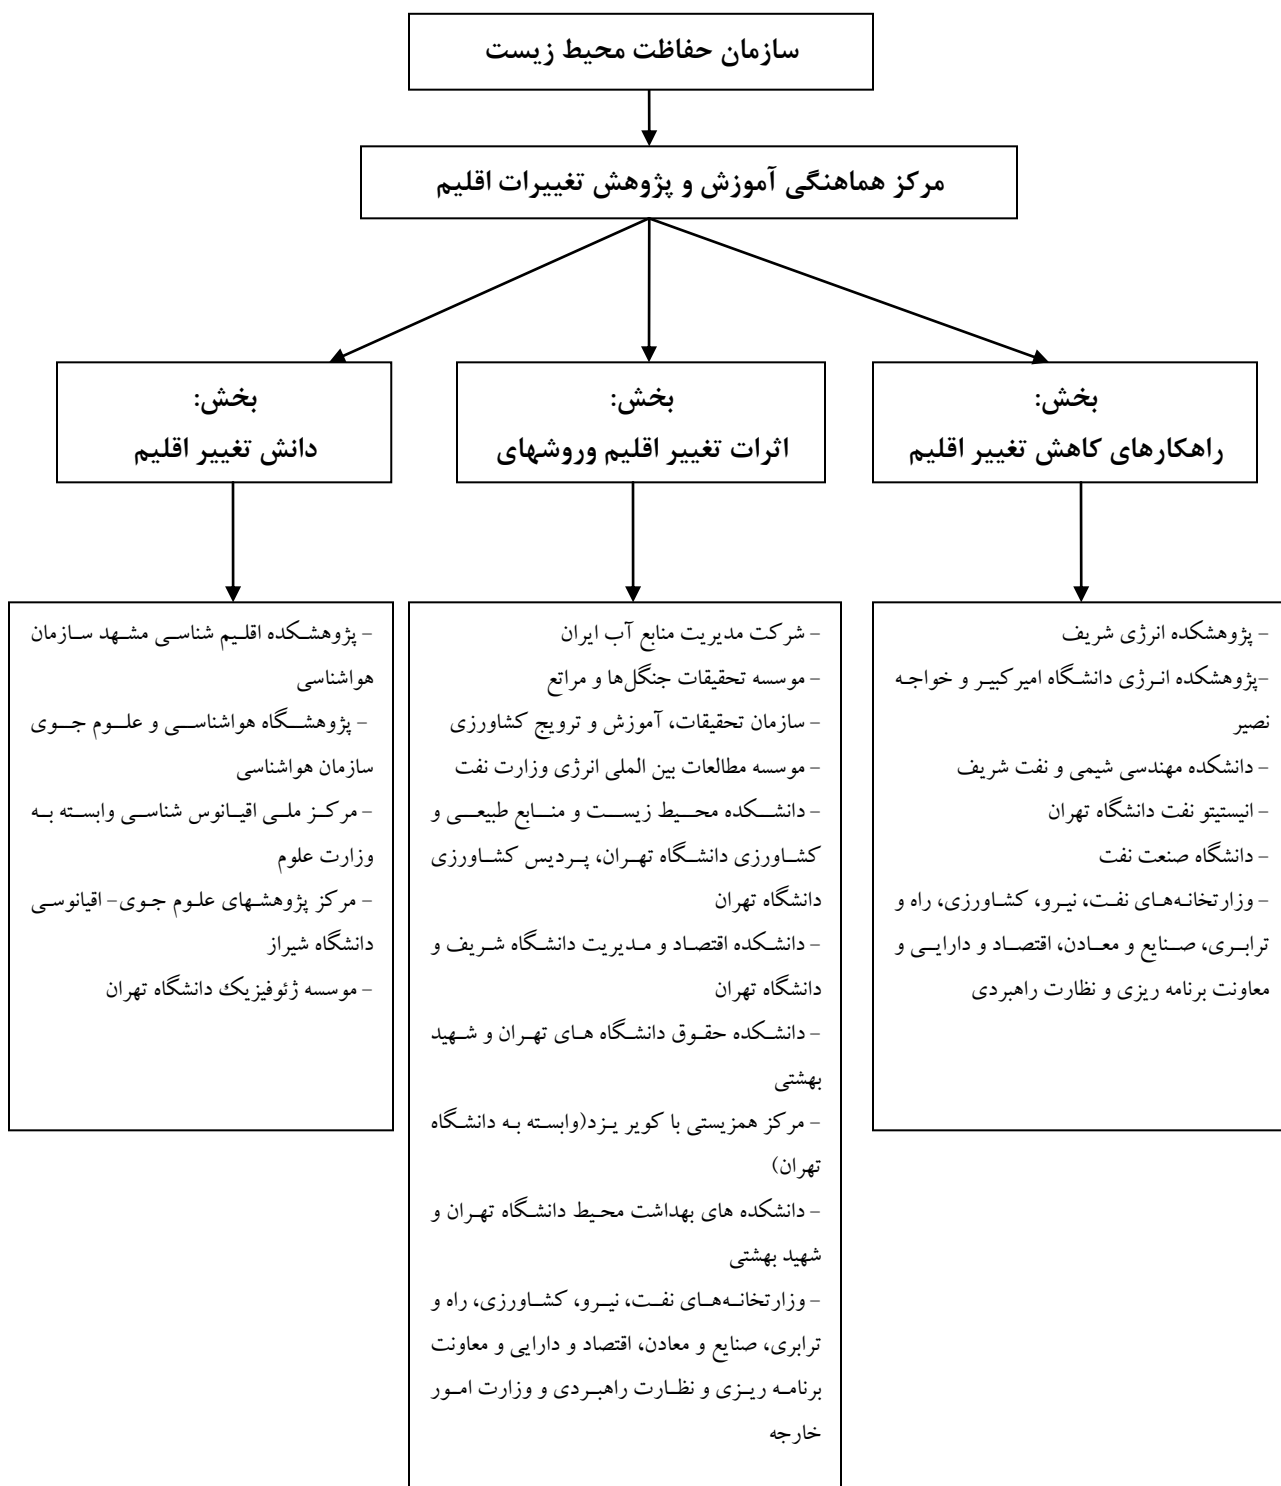 سازمان حفاظت محیط زیست
مرکز هماهنگی آموزش و پژوهش تغییرات اقلیم
بخش:
راهکارهای کاهش تغییر اقلیم
بخش:
اثرات تغییر اقلیم وروشهای
بخش:
دانش تغییر اقلیم
- پژوهشکده انرژی شریف
-پژوهشکده انرژی دانشگاه امیرکبیر و خواجه
نصیر
- دانشکده مهندسی شیمی و نفت شریف
- انیستیتو نفت دانشگاه تهران
- دانشگاه صنعت نفت
- وزارتخانه‌های نفت، نیرو، کشاورزی، راه و
ترابری، صنایع و معادن، اقتصاد و دارایی و
معاونت برنامه ریزی و نظارت راهبردی
- شرکت مدیریت منابع آب ایران
- موسسه تحقیقات جنگل‌ها و مراتع
- سازمان تحقیقات، آموزش و ترویج کشاورزی
- موسسه مطالعات بین المللی انرژی وزارت نفت
- دانشکده محیط زیست و منابع طبیعی و
کشاورزی دانشگاه تهران، پردیس کشاورزی
دانشگاه تهران
- دانشکده اقتصاد و مدیریت دانشگاه شریف و
دانشگاه تهران
- دانشکده حقوق دانشگاه های تهران و شهید
بهشتی
- مرکز همزیستی با کویر یزد(وابسته به دانشگاه
تهران)
- دانشکده های بهداشت محیط دانشگاه تهران و
شهید بهشتی
- وزارتخانه‌های نفت، نیرو، کشاورزی، راه و
ترابری، صنایع و معادن، اقتصاد و دارایی و معاونت
برنامه ریزی و نظارت راهبردی و وزارت امور
خارجه
- پژوهشکده اقلیم شناسی مشهد سازمان
هواشناسی
- پژوهشگاه هواشناسی و علوم جوی
سازمان هواشناسی
- مرکز ملی اقیانوس شناسی وابسته به
وزارت علوم
- مرکز پژوهشهای علوم جوی- اقیانوسی
دانشگاه شیراز
- موسسه ژئوفیزیک دانشگاه تهران